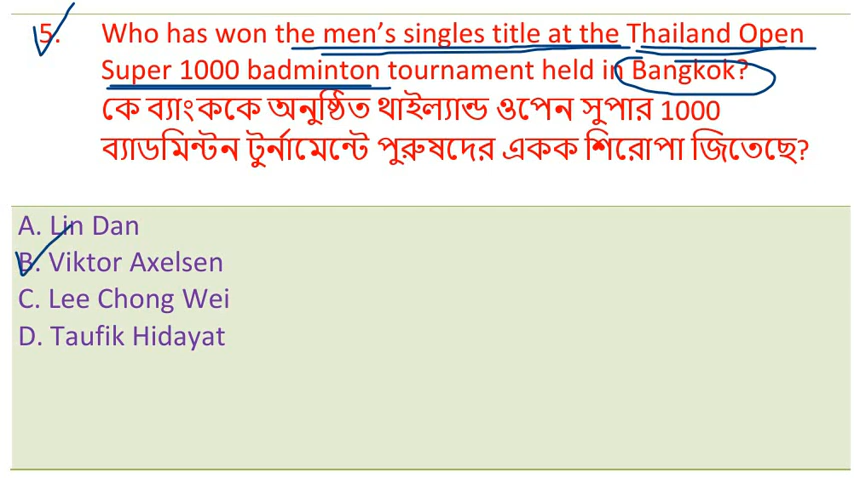 5. Who has won the men's singles title at the Thailand Open
Super 1000 badminton tournament held in Bangkok?
কে ব্যাংককে অনুষ্ঠিত থাইল্যান্ড ওপেন সুপার 1000
ব্যাডমিন্টন টুর্নামেন্টে পুরুষদের একক শিরোপা জিতেছে?
A. Lin Dan
B. Viktor Axelsen
C. Lee Chong Wei
D. Taufik Hidayat